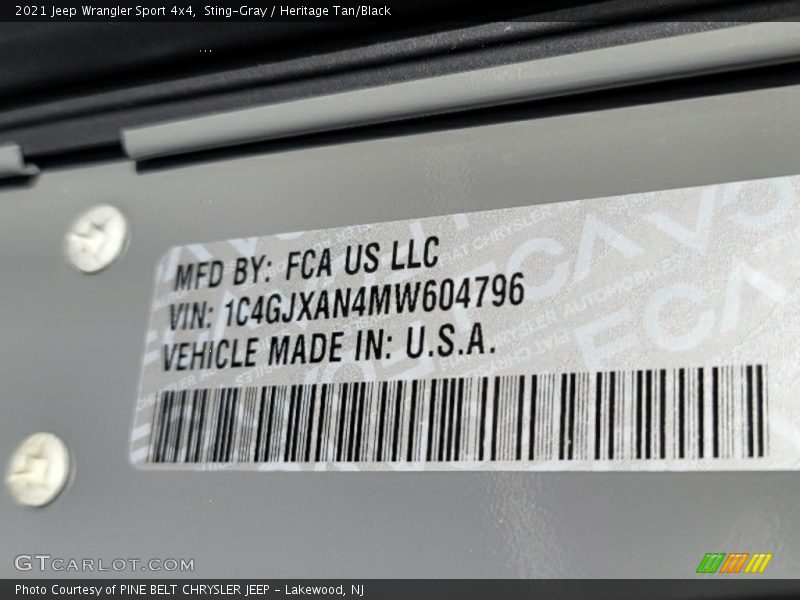 2021 Jeep Wrangler Sport 4x4, Sting-Gray / Heritage Tan/Black
MFD BY: FCA US LLC
VIN: 1C4GJXAN4MW604796
VEHICLE MADE IN: U.S.A.
GTCARLOT.COM
Photo Courtesy of PINE BELT CHRYSLER JEEP - Lakewood, NJ